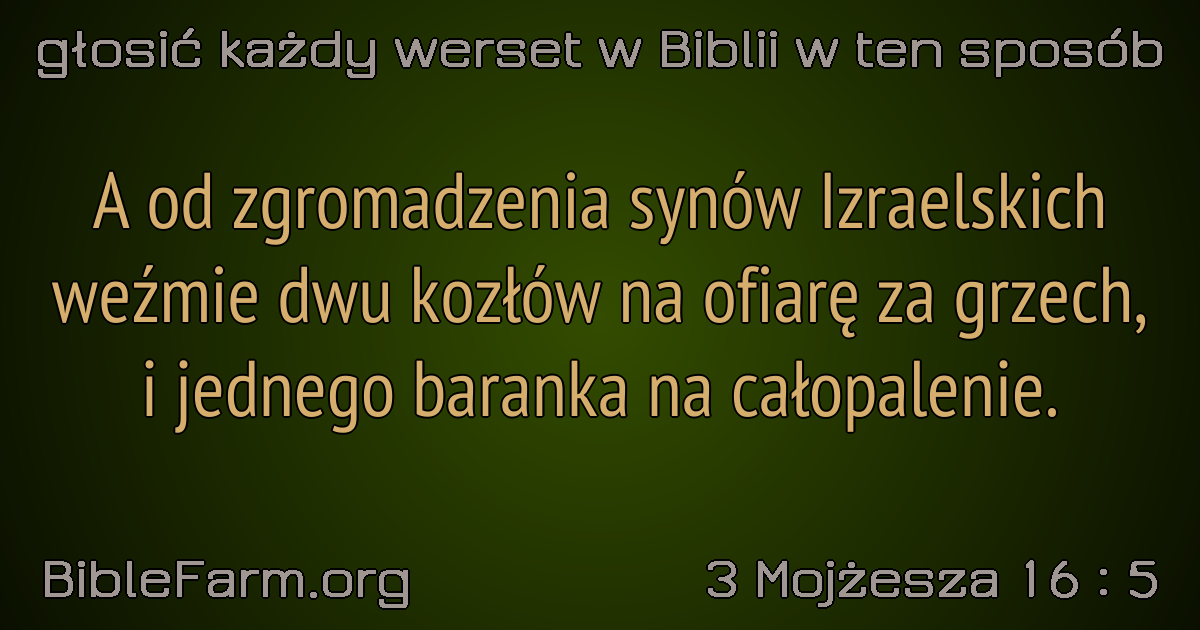 głosić każdy werset w Biblii w ten sposób
A od zgromadzenia synów Izraelskich
weźmie dwu kozłów na ofiarę za grzech,
i jednego baranka na całopalenie.
BibleFarm.org
3 Mojżesza 16 : 5